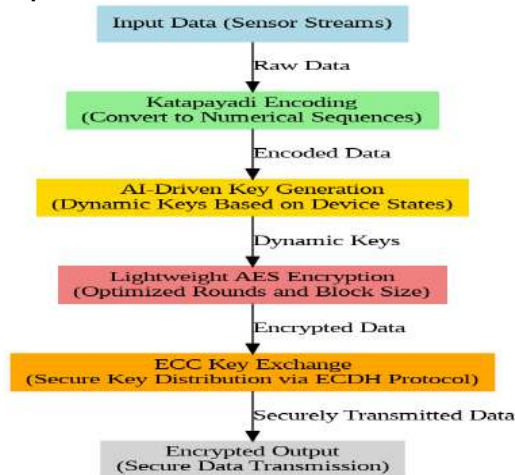 Input Data (Sensor Streams)
Raw Data
Katapayadi Encoding
(Convert to Numerical Sequences)
Encoded Data
AI-Driven Key Generation
(Dynamic Keys Based on Device States)
Dynamic Keys
Lightweight AES Encryption
(Optimized Rounds and Block Size)
Encrypted Data
ECC Key Exchange
(Secure Key Distribution via ECDH Protocol)
Securely Transmitted Data
Encrypted Output
(Secure Data Transmission)